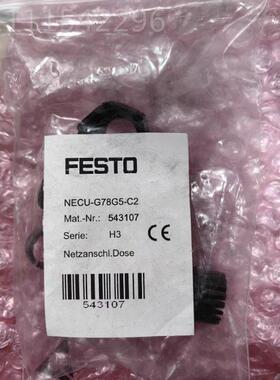 FESTO
NECU-G78G5-C2
Mat.-Nr.: 543107
Serie: H3 CE
Netzanschl.Dose
543107